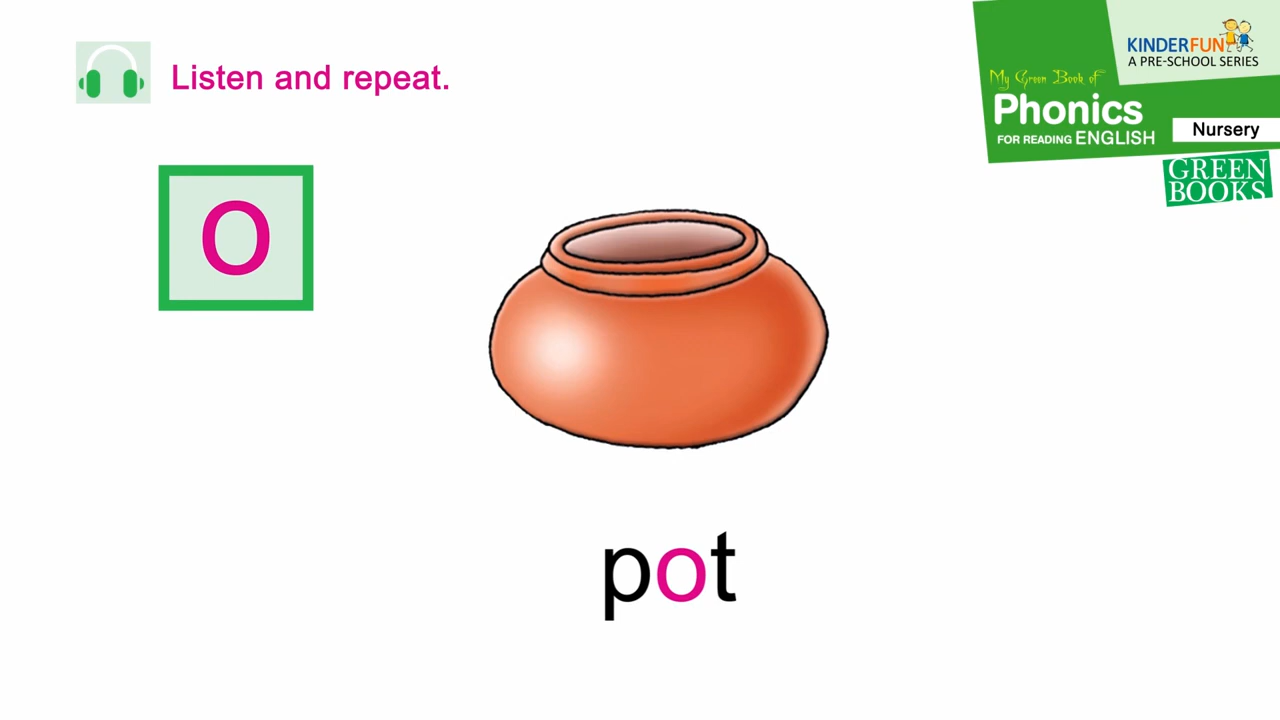 Listen and repeat.
KINDERFUN
A PRE-SCHOOL SERIES
My Green Book of
Phonics
FOR READING ENGLISH
Nursery
GREEN
BOOKS
o
pot